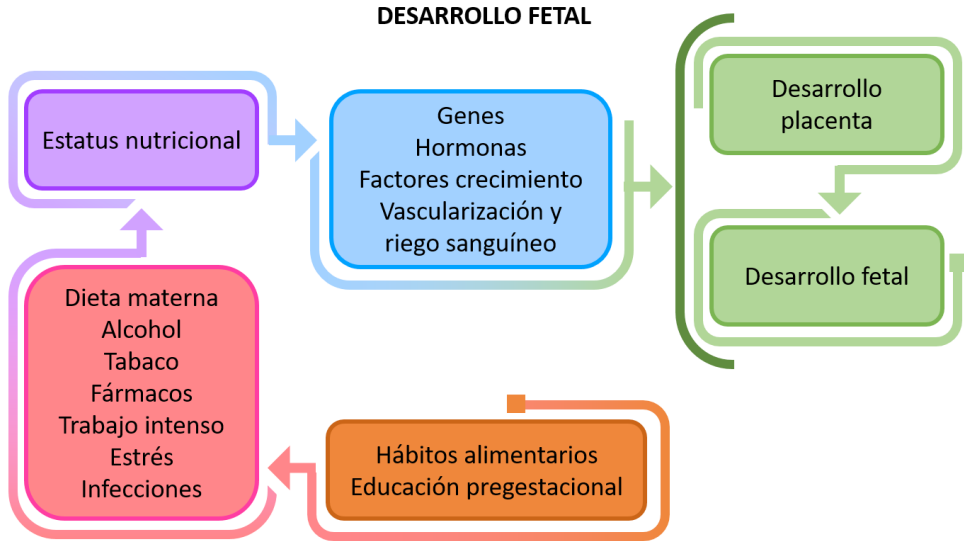 DESARROLLO FETAL
Estatus nutricional
Genes
Hormonas
Factores crecimiento
Vascularización y
riego sanguíneo
Desarrollo
placenta
Desarrollo fetal
Dieta materna
Alcohol
Tabaco
Fármacos
Trabajo intenso
Estrés
Infecciones
Hábitos alimentarios
Educación pregestacional